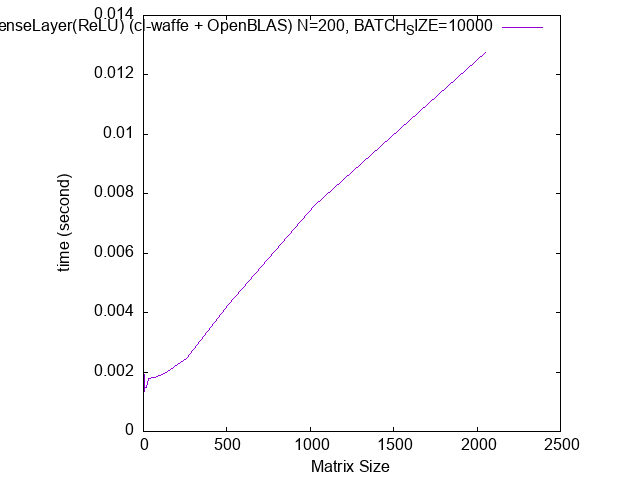 0.014
enseLayer(ReLU) (cl-waffe + OpenBLAS) N=200, BATCHSIZE=10000
0.012
0.01
0.008
time (second)
0.006
0.004
0.002
0
0 500 1000 1500 2000 2500
Matrix Size